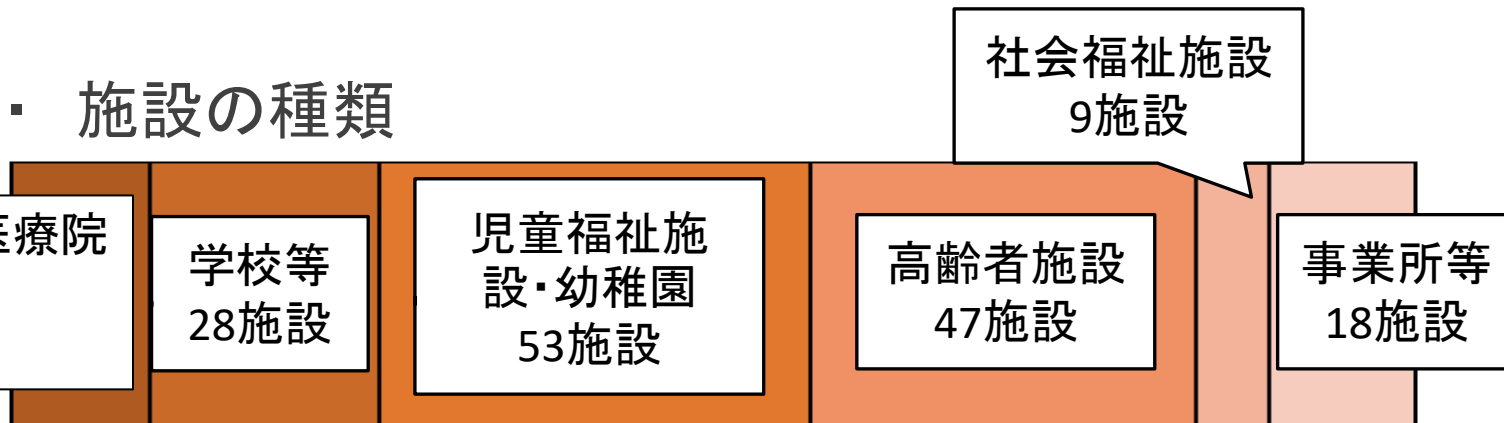 ▪ 施設の種類
社会福祉施設
9施設
療院
学校等
28施設
児童福祉施
設・幼稚園
53施設
高齢者施設
47施設
事業所等
18施設